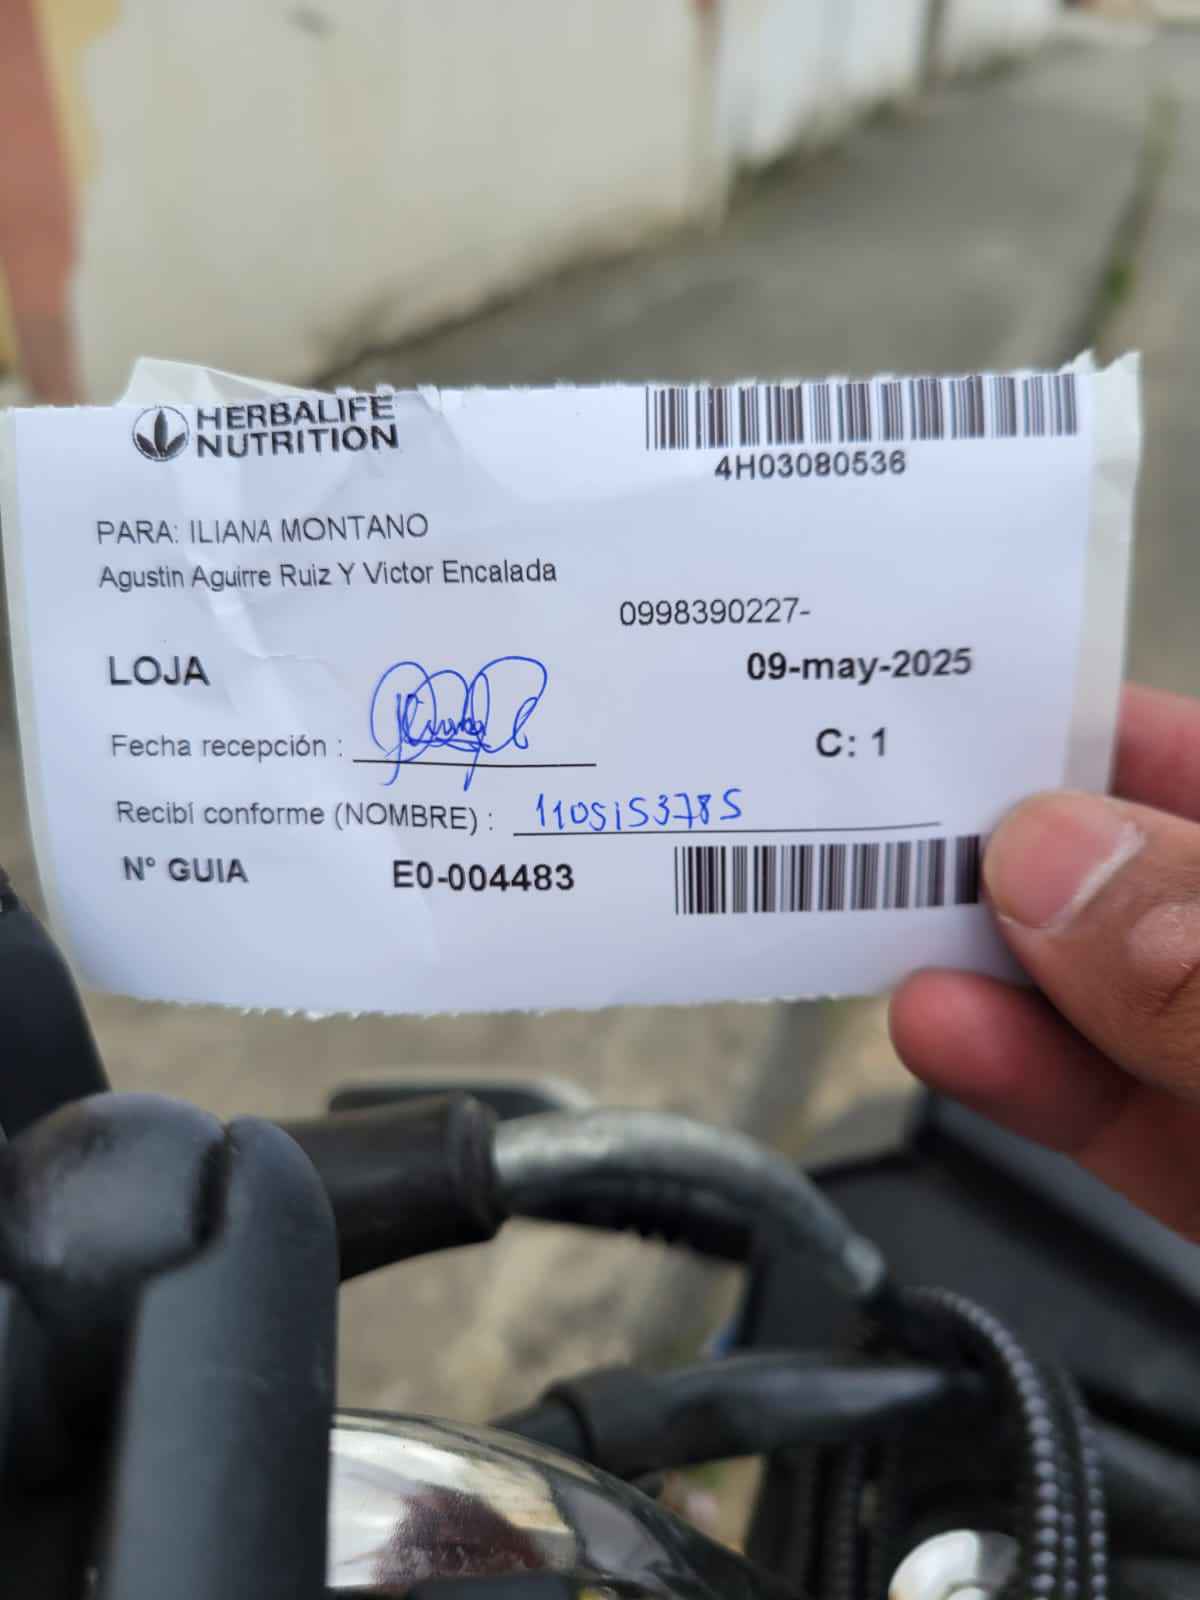 HERBALIFE
NUTRITION
4H03080536
PARA: ILIANA MONTANO
Agustin Aguirre Ruiz Y Victor Encalada
0998390227-
LOJA
09-may-2025
Fecha recepción :
C: 1
Recibí conforme (NOMBRE) : 1105153785
N° GUIA E0-004483